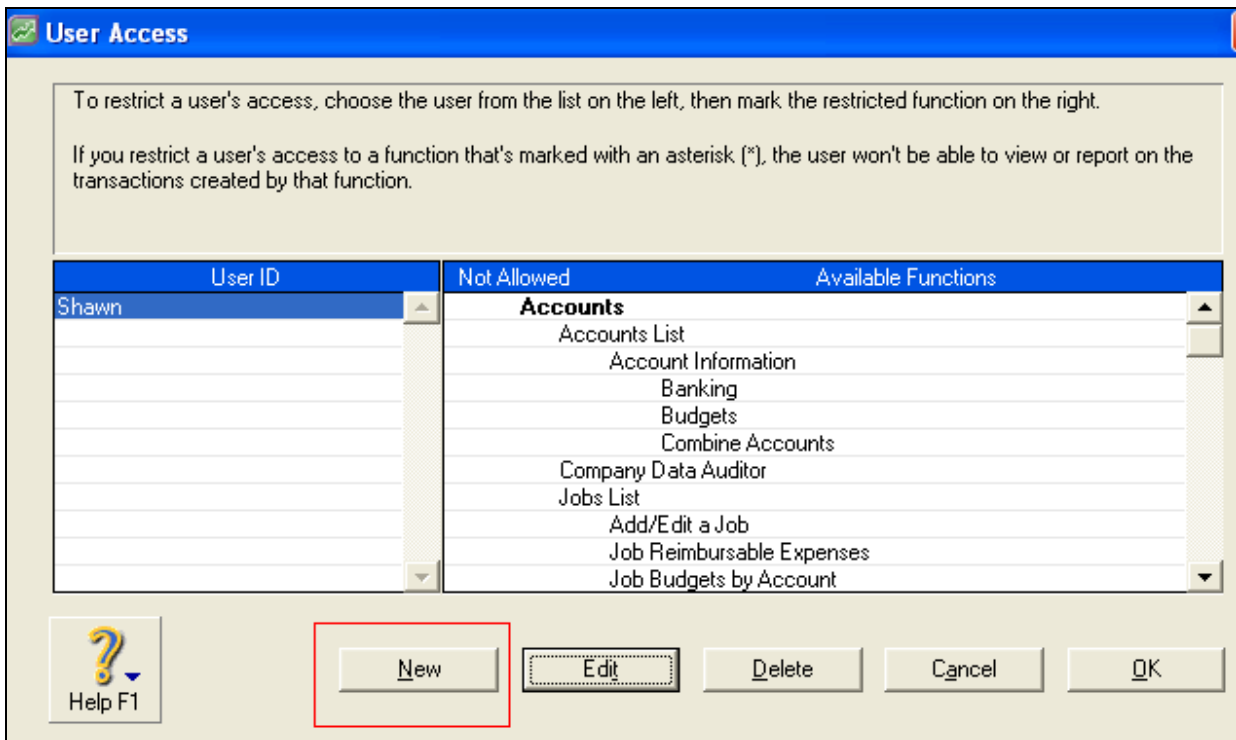 User Access
To restrict a user's access, choose the user from the list on the left, then mark the restricted function on the right.
If you restrict a user's access to a function that's marked with an asterisk (*), the user won't be able to view or report on the
transactions created by that function.
User ID
Not Allowed Available Functions
Shawn
Accounts
Accounts List
Account Information
Banking
Budgets
Combine Accounts
Company Data Auditor
Jobs List
Add/Edit a Job
Job Reimbursable Expenses
Job Budgets by Account
Help F1
New
Edit
Delete
Cancel
OK